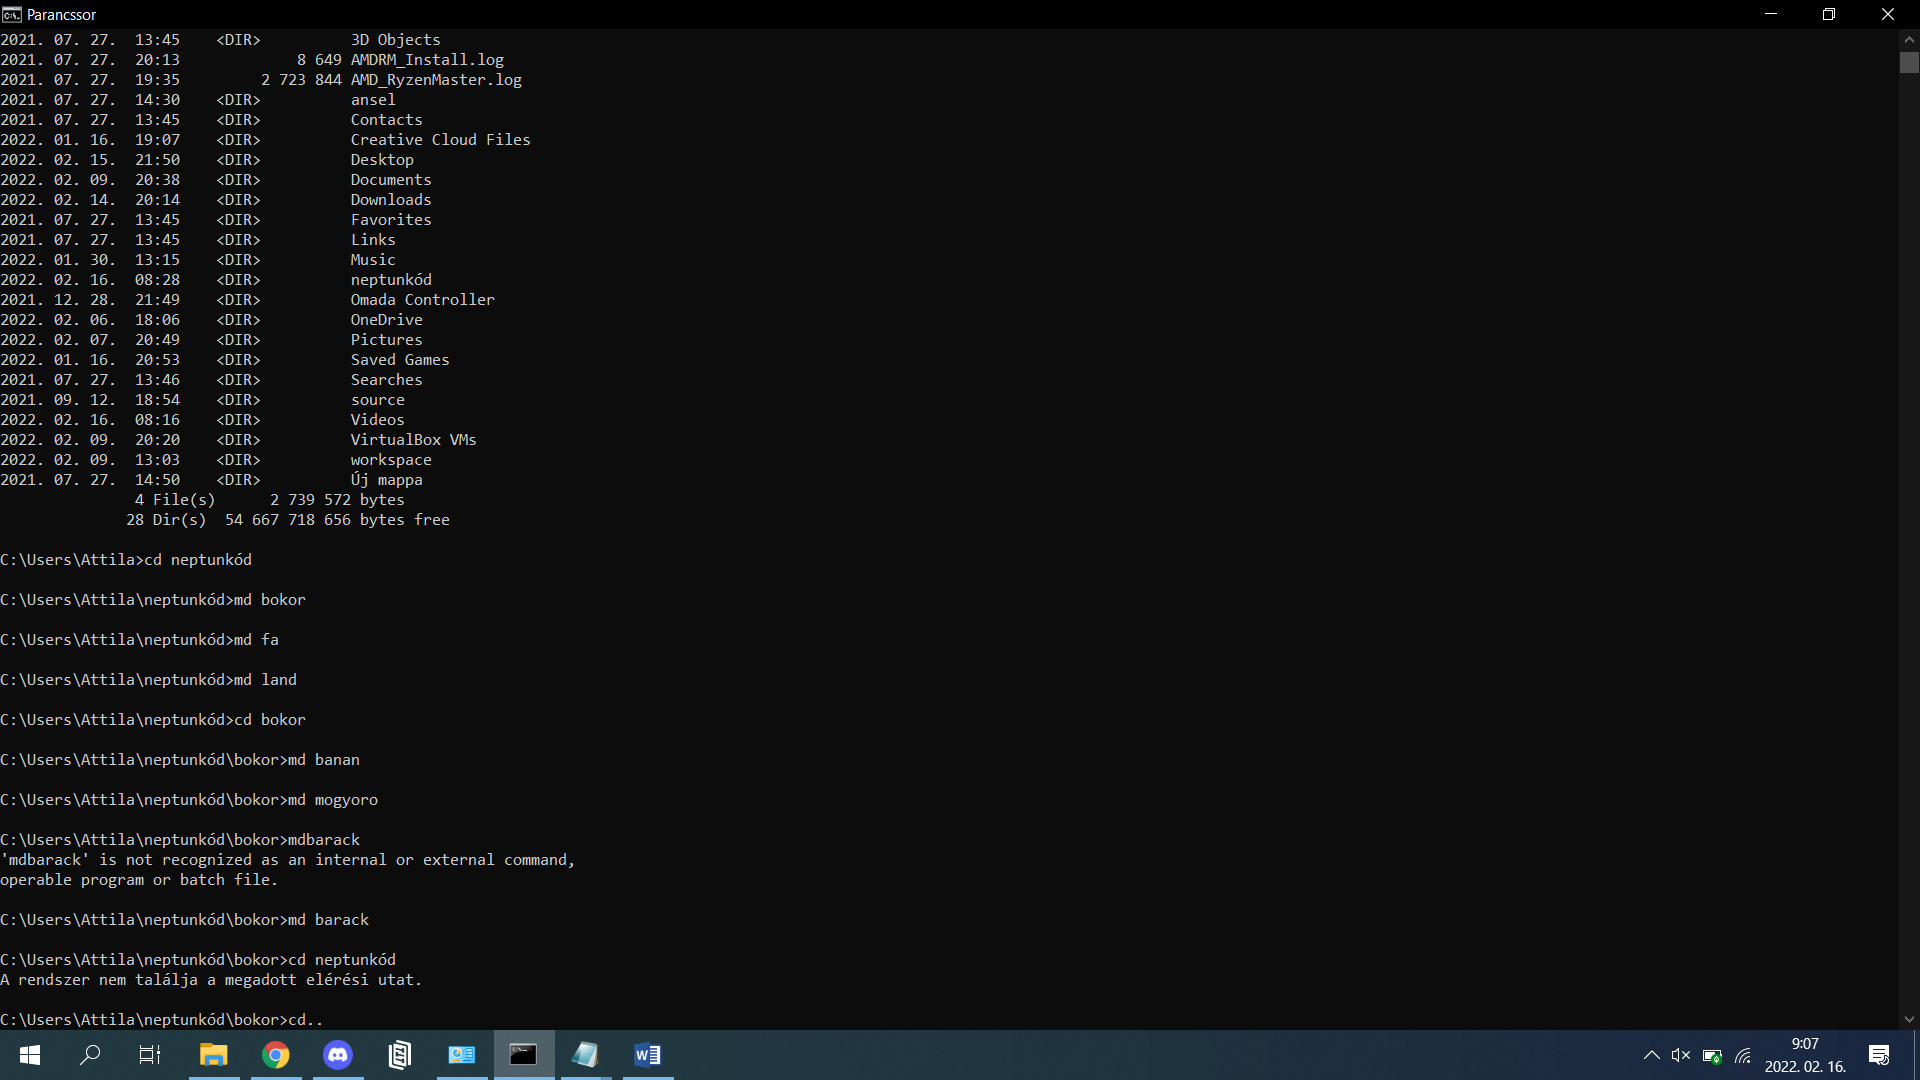 Parancssor
2021. 07. 27.  13:45    <DIR>          3D Objects
2021. 07. 27.  20:13             8 649 AMDRM_Install.log
2021. 07. 27.  19:35         2 723 844 AMD_RyzenMaster.log
2021. 07. 27.  14:30    <DIR>          ansel
2021. 07. 27.  13:45    <DIR>          Contacts
2022. 01. 16.  19:07    <DIR>          Creative Cloud Files
2022. 02. 15.  21:50    <DIR>          Desktop
2022. 02. 09.  20:38    <DIR>          Documents
2022. 02. 14.  20:14    <DIR>          Downloads
2021. 07. 27.  13:45    <DIR>          Favorites
2021. 07. 27.  13:45    <DIR>          Links
2022. 01. 30.  13:15    <DIR>          Music
2022. 02. 16.  08:28    <DIR>          neptunkód
2021. 12. 28.  21:49    <DIR>          Omada Controller
2022. 02. 06.  18:06    <DIR>          OneDrive
2022. 02. 07.  20:49    <DIR>          Pictures
2022. 01. 16.  20:53    <DIR>          Saved Games
2021. 07. 27.  13:46    <DIR>          Searches
2021. 09. 12.  18:54    <DIR>          source
2022. 02. 16.  08:16    <DIR>          Videos
2022. 02. 09.  20:20    <DIR>          VirtualBox VMs
2022. 02. 09.  13:03    <DIR>          workspace
2021. 07. 27.  14:50    <DIR>          Új mappa
4 File(s)      2 739 572 bytes
28 Dir(s)  54 667 718 656 bytes free
C:\Users\Attila>cd neptunkód
C:\Users\Attila\neptunkód>md bokor
C:\Users\Attila\neptunkód>md fa
C:\Users\Attila\neptunkód>md land
C:\Users\Attila\neptunkód>cd bokor
C:\Users\Attila\neptunkód\bokor>md banan
C:\Users\Attila\neptunkód\bokor>md mogyoro
C:\Users\Attila\neptunkód\bokor>mdbarack
'mdbarack' is not recognized as an internal or external command,
operable program or batch file.
C:\Users\Attila\neptunkód\bokor>md barack
C:\Users\Attila\neptunkód\bokor>cd neptunkód
A rendszer nem találja a megadott elérési utat.
C:\Users\Attila\neptunkód\bokor>cd..
9:07
2022. 02. 16.